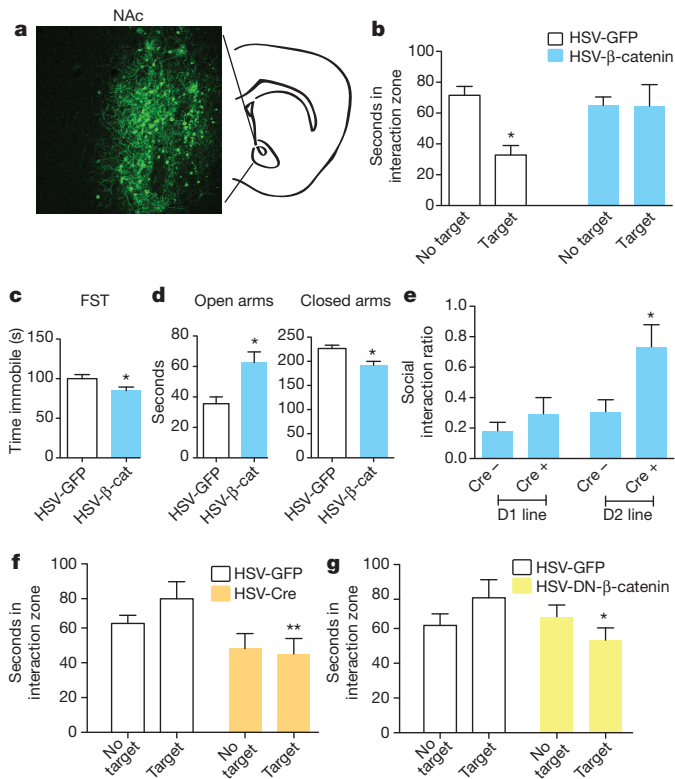 a
NAc
b
HSV-GFP
HSV-β-catenin
Seconds in
interaction zone
100
80
60
40
20
0
No target
Target
No target
Target
c
FST
Time immobile (s)
150
100
50
0
HSV-GFP
HSV-β-cat
*
d
Open arms
Closed arms
Seconds
80
60
40
20
0
*
HSV-GFP
HSV-β-cat
250
200
150
100
50
0
*
HSV-GFP
HSV-β-cat
e
Social
interaction ratio
1.0
0.8
0.6
0.4
0.2
0.0
*
Cre –
Cre +
Cre –
Cre +
D1 line
D2 line
f
HSV-GFP
HSV-Cre
Seconds in
interaction zone
100
80
60
40
20
0
**
No
target
Target
No
target
Target
g
HSV-GFP
HSV-DN-β-catenin
Seconds in
interaction zone
100
80
60
40
20
0
*
No
target
Target
No
target
Target